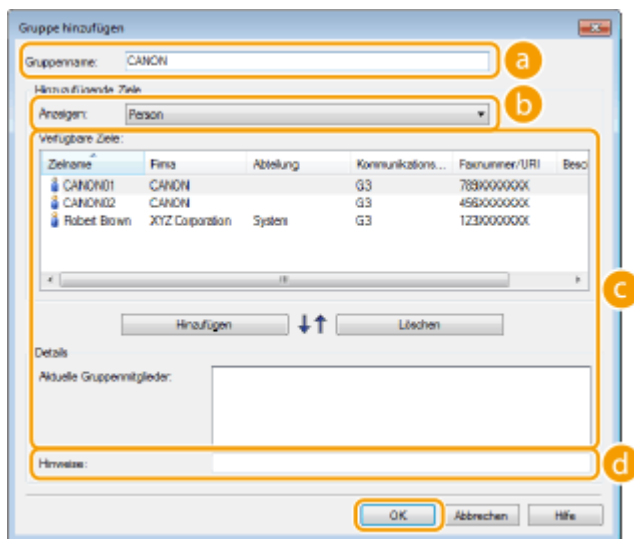 Gruppe hinzufügen
Gruppenname: CANON a
Hinzuzufügende Ziele
Anzeigen: Person b
Verfügbare Ziele:
Zielname Firma Abteilung Kommunikations... Faxnummer/URI Besc
CANON01 CANON G3 789XXXXXXX
CANON02 CANON G3 456XXXXXXX
Robert Brown XYZ Corporation System G3 123XXXXXXX
c
Hinzufügen Löschen
Details
Aktuelle Gruppenmitglieder:
Hinweise: d
OK Abbrechen Hilfe